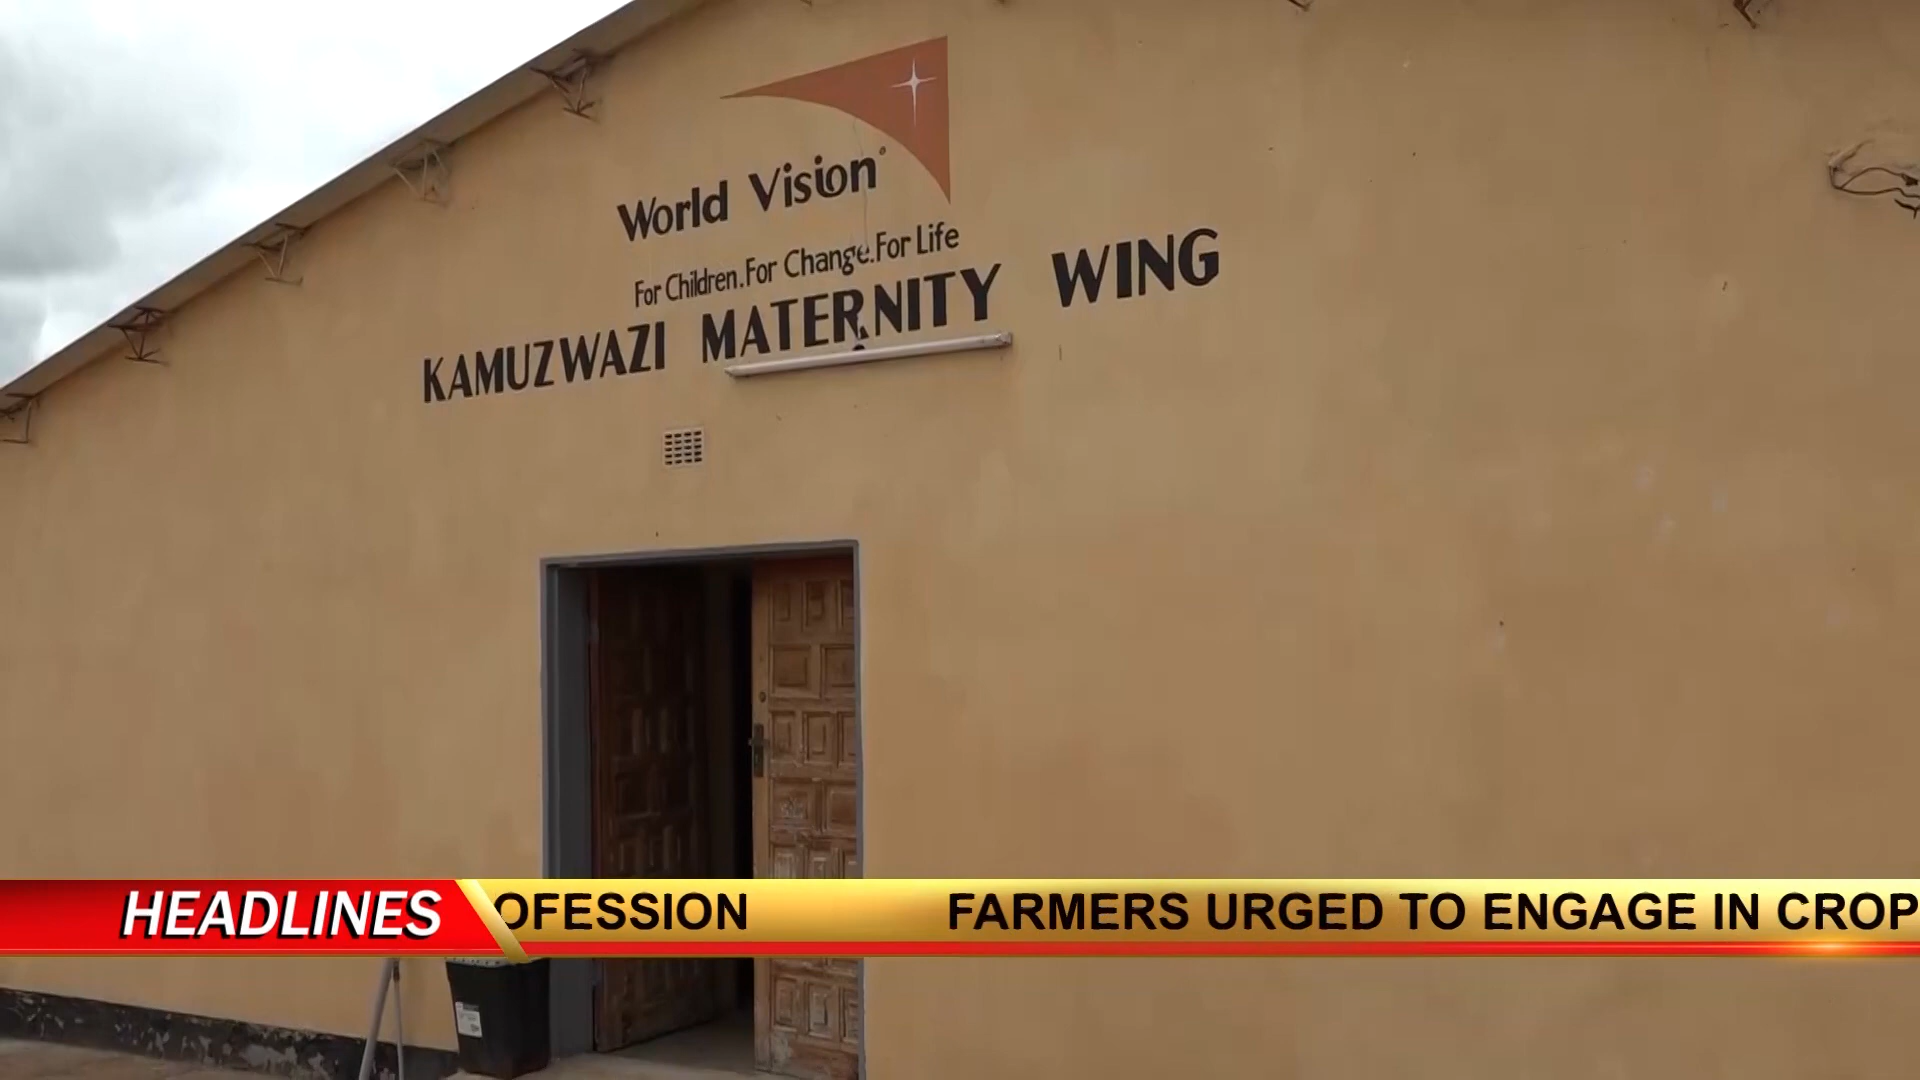 World Vision
For Children.For Change.For Life
KAMUZWAZI MATERNITY WING
HEADLINES OFESSION FARMERS URGED TO ENGAGE IN CROP